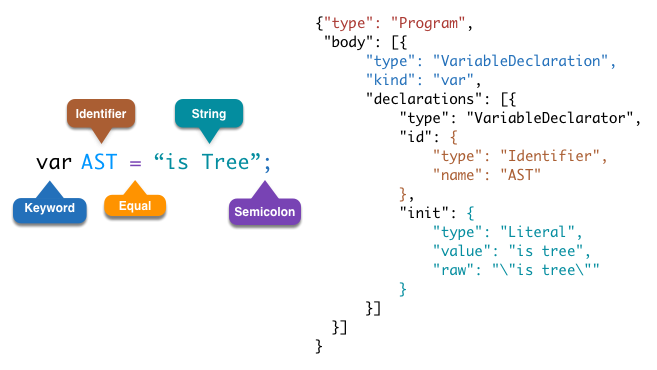 Identifier
String
var AST = “is Tree”;
Keyword
Equal
Semicolon
{"type": "Program",
"body": [{
"type": "VariableDeclaration",
"kind": "var",
"declarations": [{
"type": "VariableDeclarator",
"id": {
"type": "Identifier",
"name": "AST"
},
"init": {
"type": "Literal",
"value": "is tree",
"raw": "\"is tree\""
}
}]
}]
}